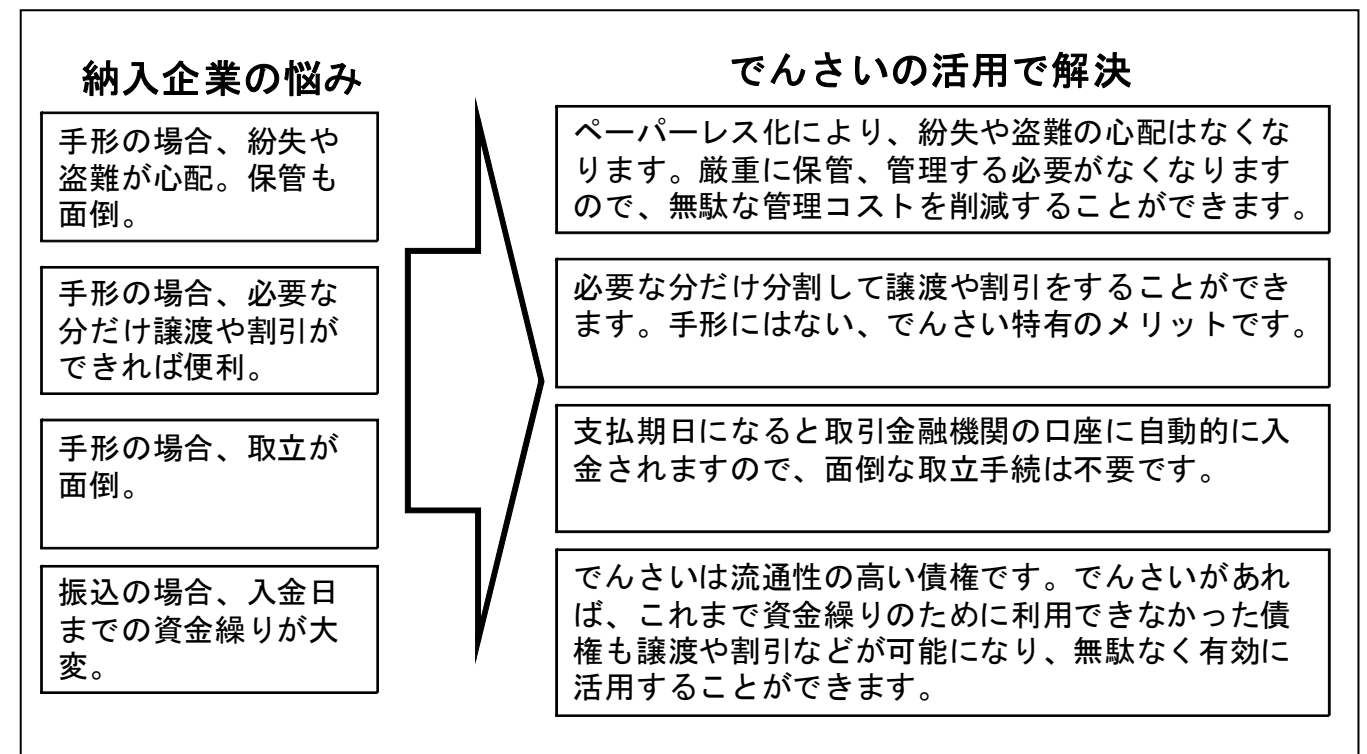 納入企業の悩み
手形の場合、紛失や
盗難が心配。保管も
面倒。
手形の場合、必要な
分だけ譲渡や割引が
できれば便利。
手形の場合、取立が
面倒。
振込の場合、入金日
までの資金繰りが大
変。
でんさいの活用で解決
ペーパーレス化により、紛失や盗難の心配はなくな
ります。厳重に保管、管理する必要がなくなります
ので、無駄な管理コストを削減することができます。
必要な分だけ分割して譲渡や割引をすることができ
ます。手形にはない、でんさい特有のメリットです。
支払期日になると取引金融機関の口座に自動的に入
金されますので、面倒な取立手続は不要です。
でんさいは流通性の高い債権です。でんさいがあれ
ば、これまで資金繰りのために利用できなかった債
権も譲渡や割引などが可能になり、無駄なく有効に
活用することができます。